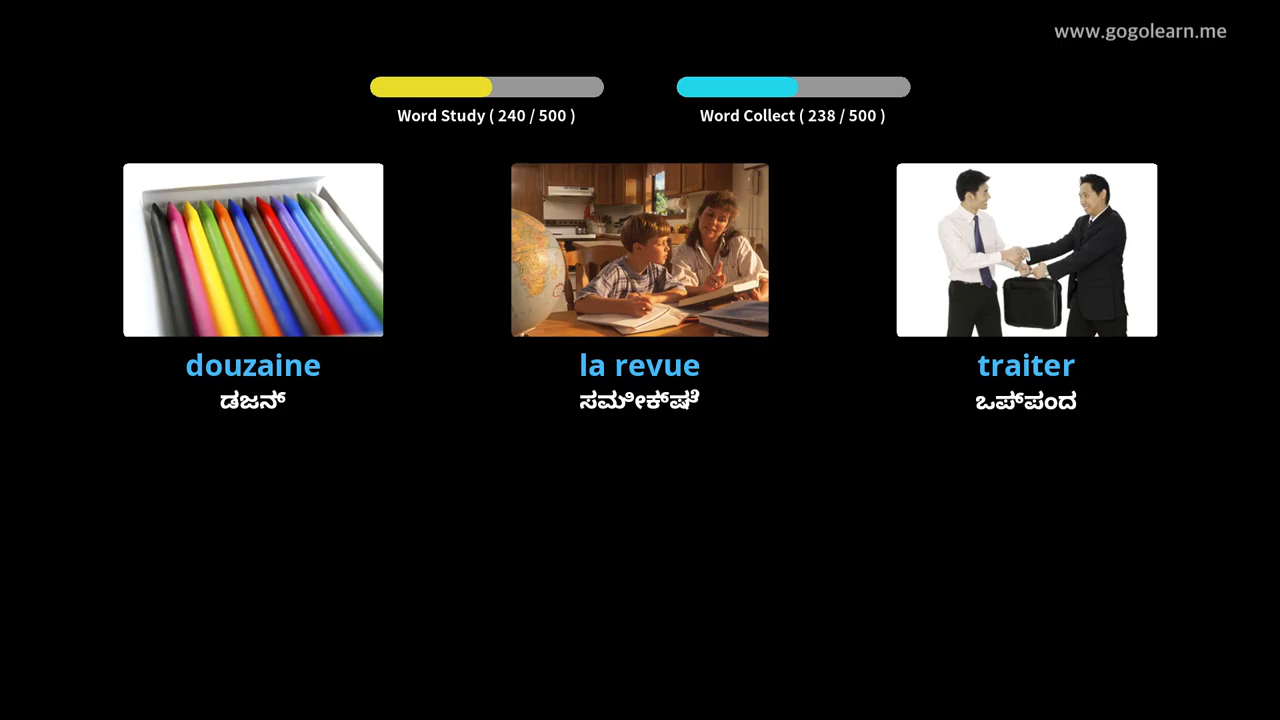 www.gogolearn.me
Word Study ( 240 / 500 )
Word Collect ( 238 / 500 )
douzaine
la revue
traiter
ಡಜನ್
ಸಮೀಕ್ಷೆ
ಒಪ್ಪಂದ